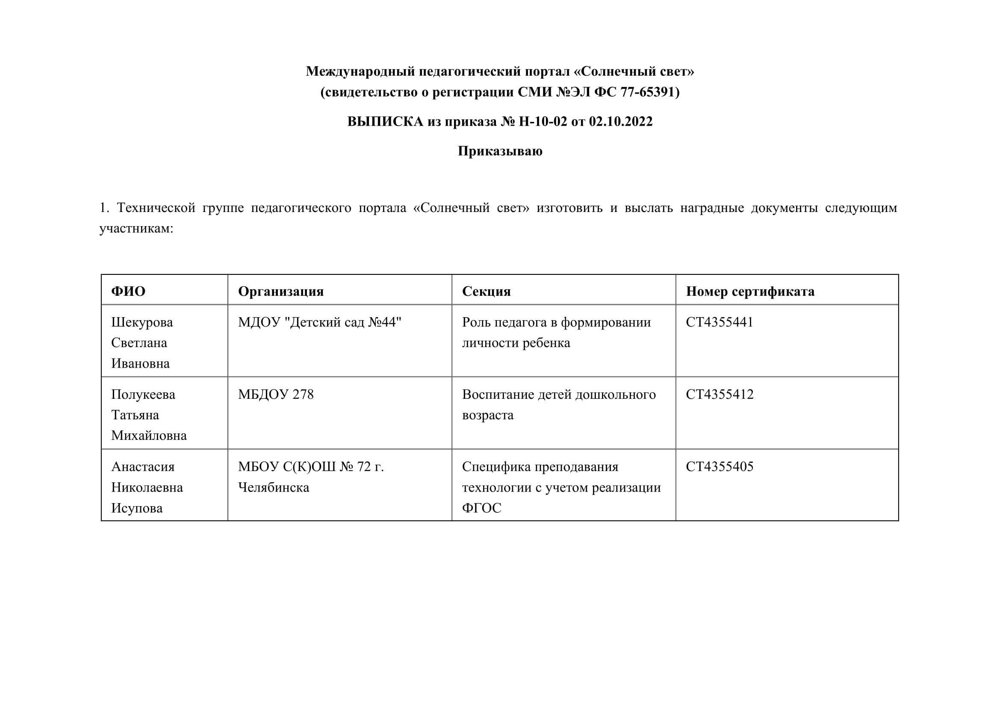 Международный педагогический портал «Солнечный свет»
(свидетельство о регистрации СМИ №ЭЛ ФС 77-65391)
ВЫПИСКА из приказа № Н-10-02 от 02.10.2022
Приказываю
1. Технической группе педагогического портала «Солнечный свет» изготовить и выслать наградные документы следующим
участникам:
ФИО Организация Секция Номер сертификата
Шекурова МДОУ "Детский сад №44" Роль педагога в формировании СТ4355441
Светлана личности ребенка
Ивановна
Полукеева МБДОУ 278 Воспитание детей дошкольного СТ4355412
Татьяна возраста
Михайловна
Анастасия МБОУ С(К)ОШ № 72 г. Специфика преподавания СТ4355405
Николаевна Челябинска технологии с учетом реализации
Исупова ФГОС